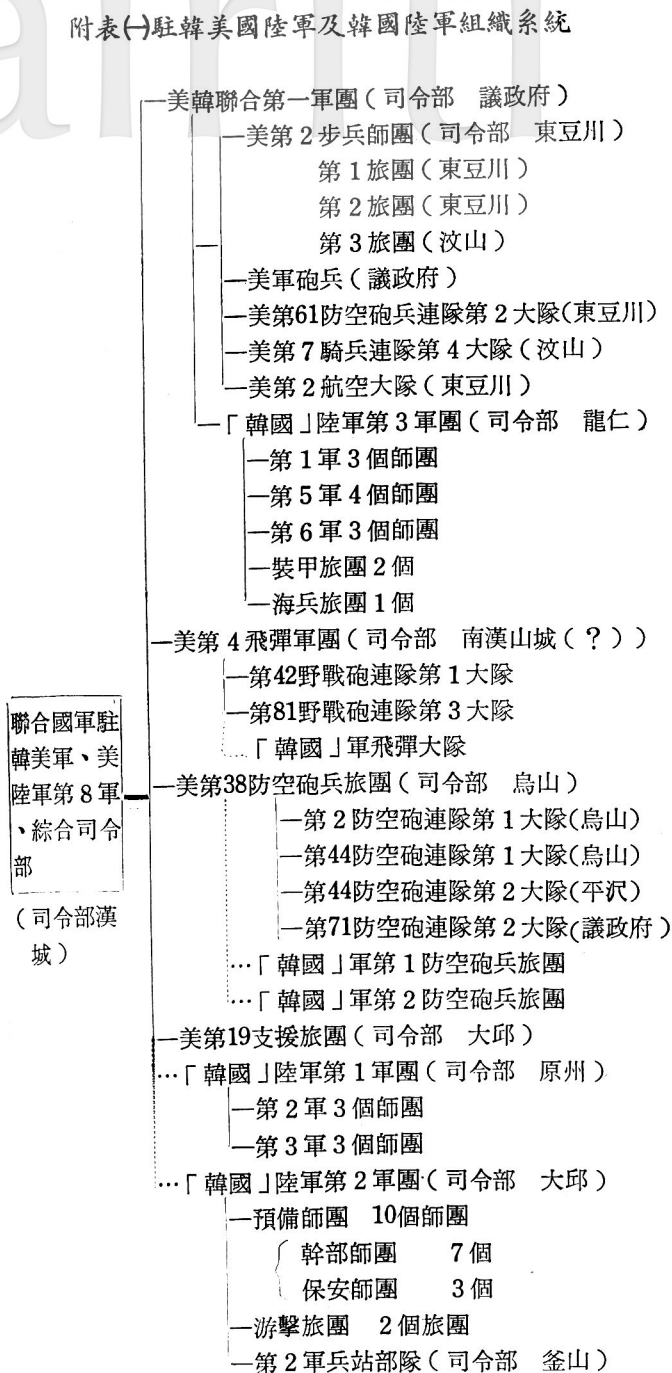 附表㈠駐韓美國陸軍及韓國陸軍組織系統
美韓聯合第一軍團（司令部 議政府）
美第2步兵師團（司令部 東豆川）
第1旅團（東豆川）
第2旅團（東豆川）
第3旅團（汶山）
美軍砲兵（議政府）
美第61防空砲兵連隊第2大隊(東豆川)
美第7騎兵連隊第4大隊（汶山）
美第2航空大隊（東豆川）
「韓國」陸軍第3軍團（司令部 龍仁）
第1軍3個師團
第5軍4個師團
第6軍3個師團
裝甲旅團2個
海兵旅團1個
美第4飛彈軍團（司令部 南漢山城（？））
第42野戰砲連隊第1大隊
第81野戰砲連隊第3大隊
「韓國」軍飛彈大隊
聯合國軍駐
韓美軍、美
陸軍第8軍
、綜合司令
部
（司令部漢
城）
美第38防空砲兵旅團（司令部 烏山）
第2防空砲連隊第1大隊(烏山)
第44防空砲連隊第1大隊(烏山)
第44防空砲連隊第2大隊(平沢)
第71防空砲連隊第2大隊(議政府)
…「韓國」軍第1防空砲兵旅團
…「韓國」軍第2防空砲兵旅團
美第19支援旅團（司令部 大邱）
…「韓國」陸軍第1軍團（司令部 原州）
第2軍3個師團
第3軍3個師團
…「韓國」陸軍第2軍團（司令部 大邱）
預備師團 10個師團
幹部師團 7個
保安師團 3個
游擊旅團 2個旅團
第2軍兵站部隊（司令部 釜山）